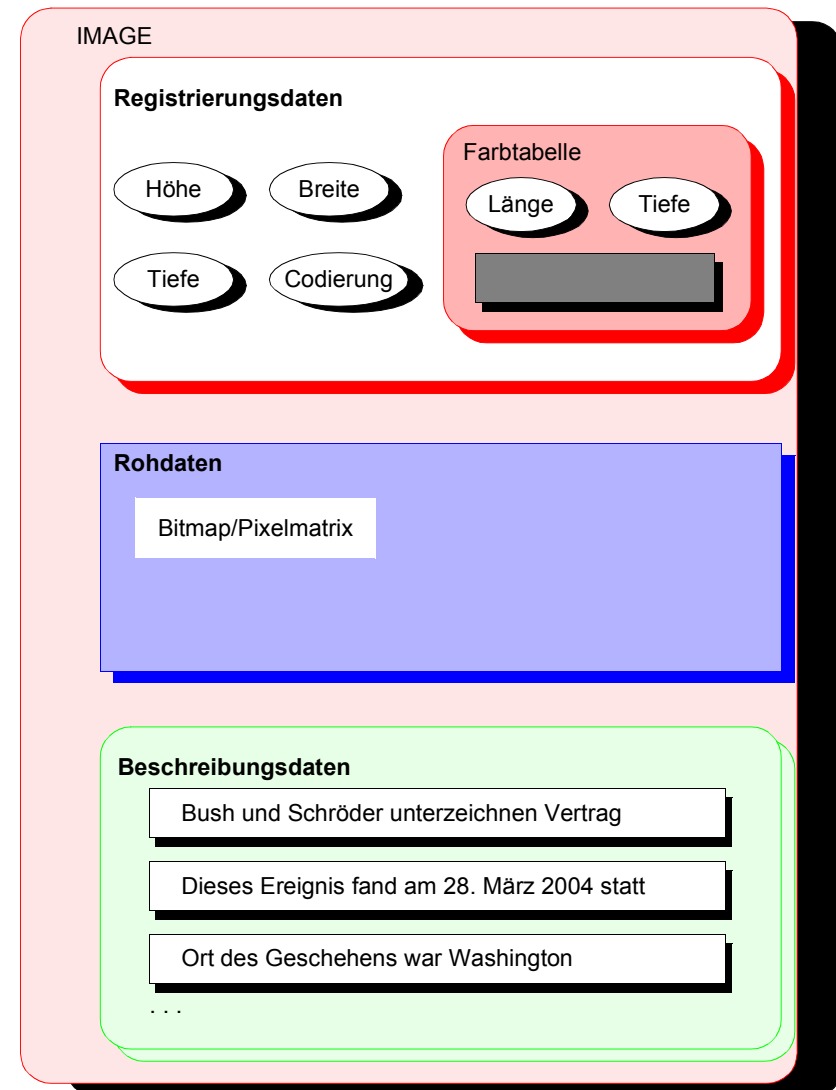 IMAGE
Registrierungsdaten
Farbtabelle
Höhe
Breite
Länge
Tiefe
Tiefe
Codierung
Rohdaten
Bitmap/Pixelmatrix
Beschreibungsdaten
Bush und Schröder unterzeichnen Vertrag
Dieses Ereignis fand am 28. März 2004 statt
Ort des Geschehens war Washington
. . .